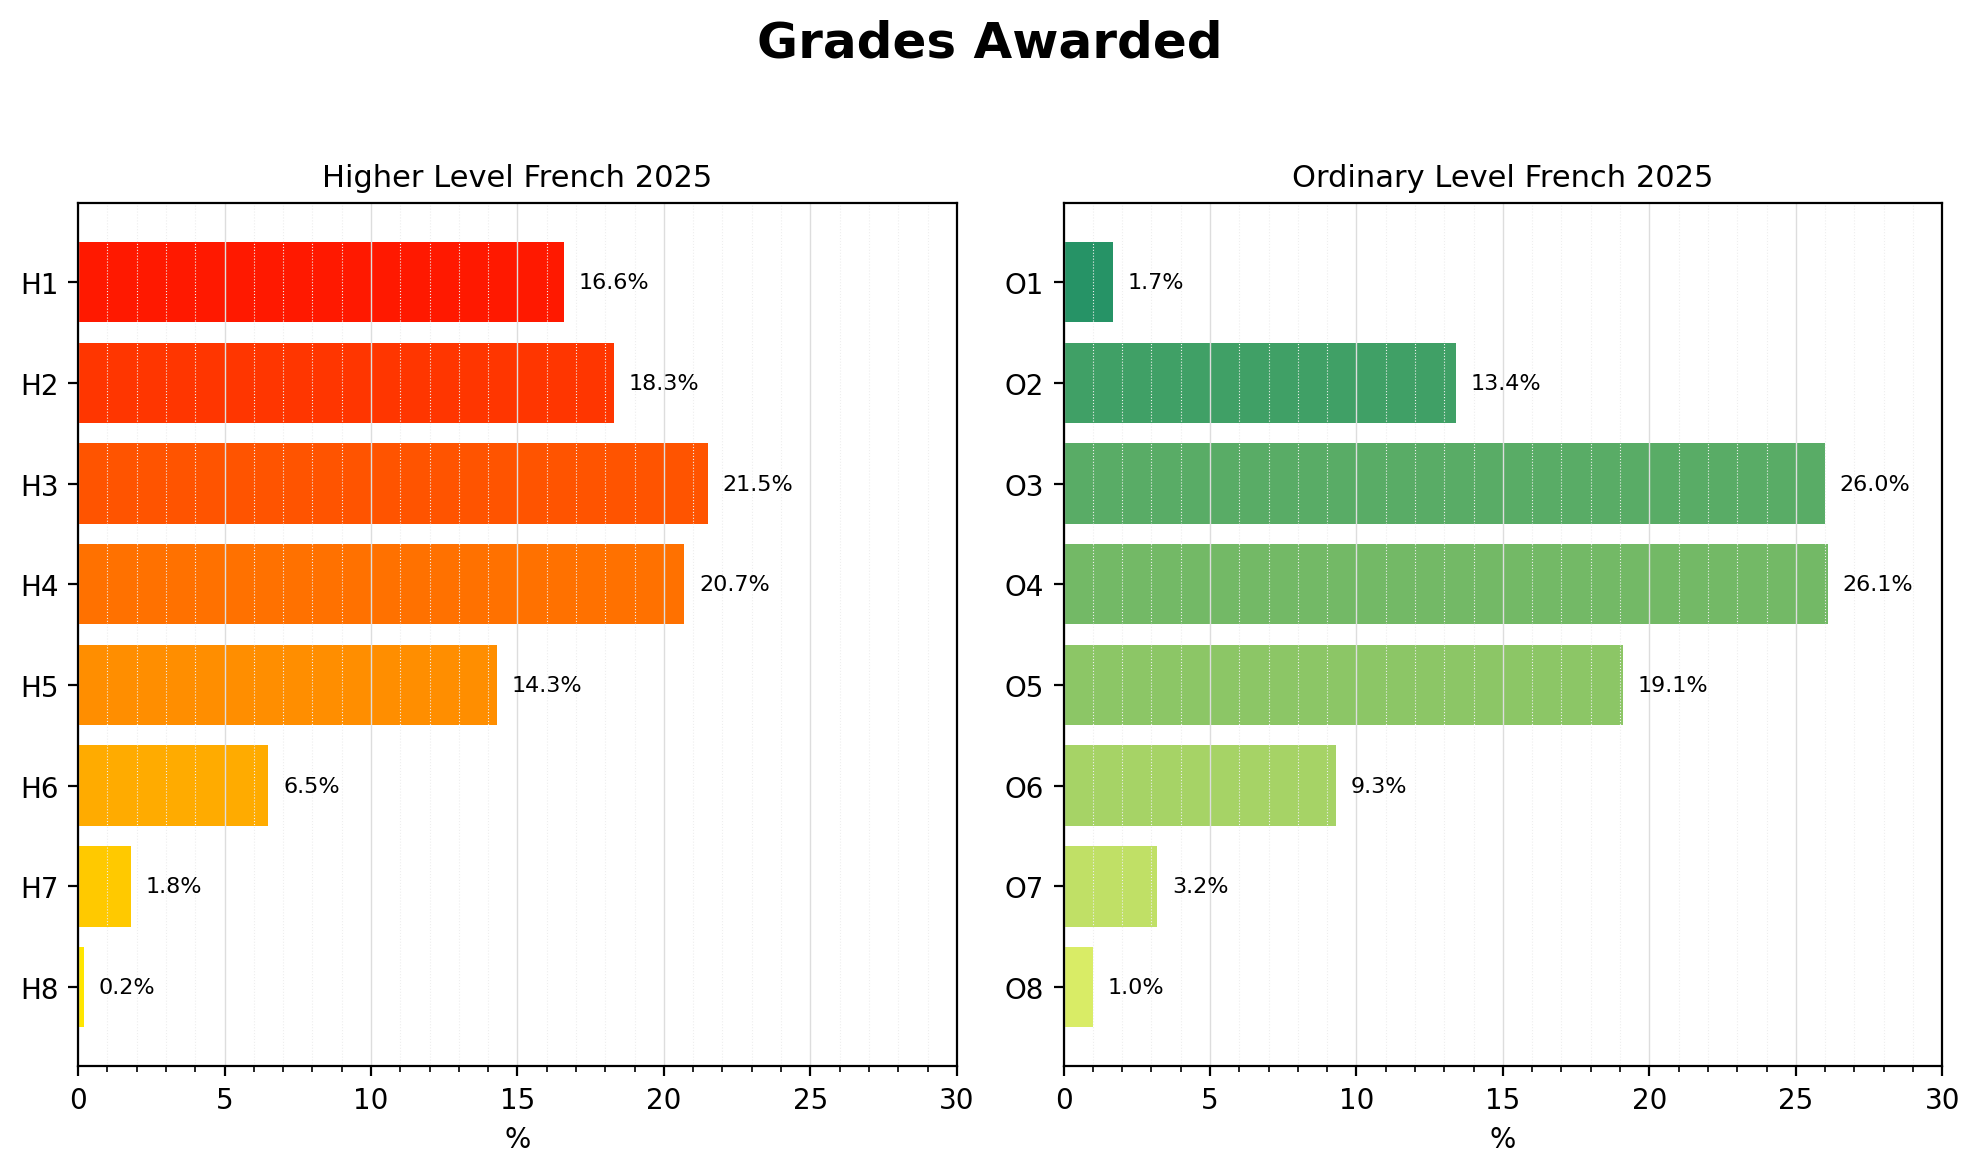 Grades Awarded
Higher Level French 2025
H1
16.6%
H2
18.3%
H3
21.5%
H4
20.7%
H5
14.3%
H6
6.5%
H7
1.8%
H8
0.2%
0 5 10 15 20 25 30
%
Ordinary Level French 2025
O1
1.7%
O2
13.4%
O3
26.0%
O4
26.1%
O5
19.1%
O6
9.3%
O7
3.2%
O8
1.0%
0 5 10 15 20 25 30
%